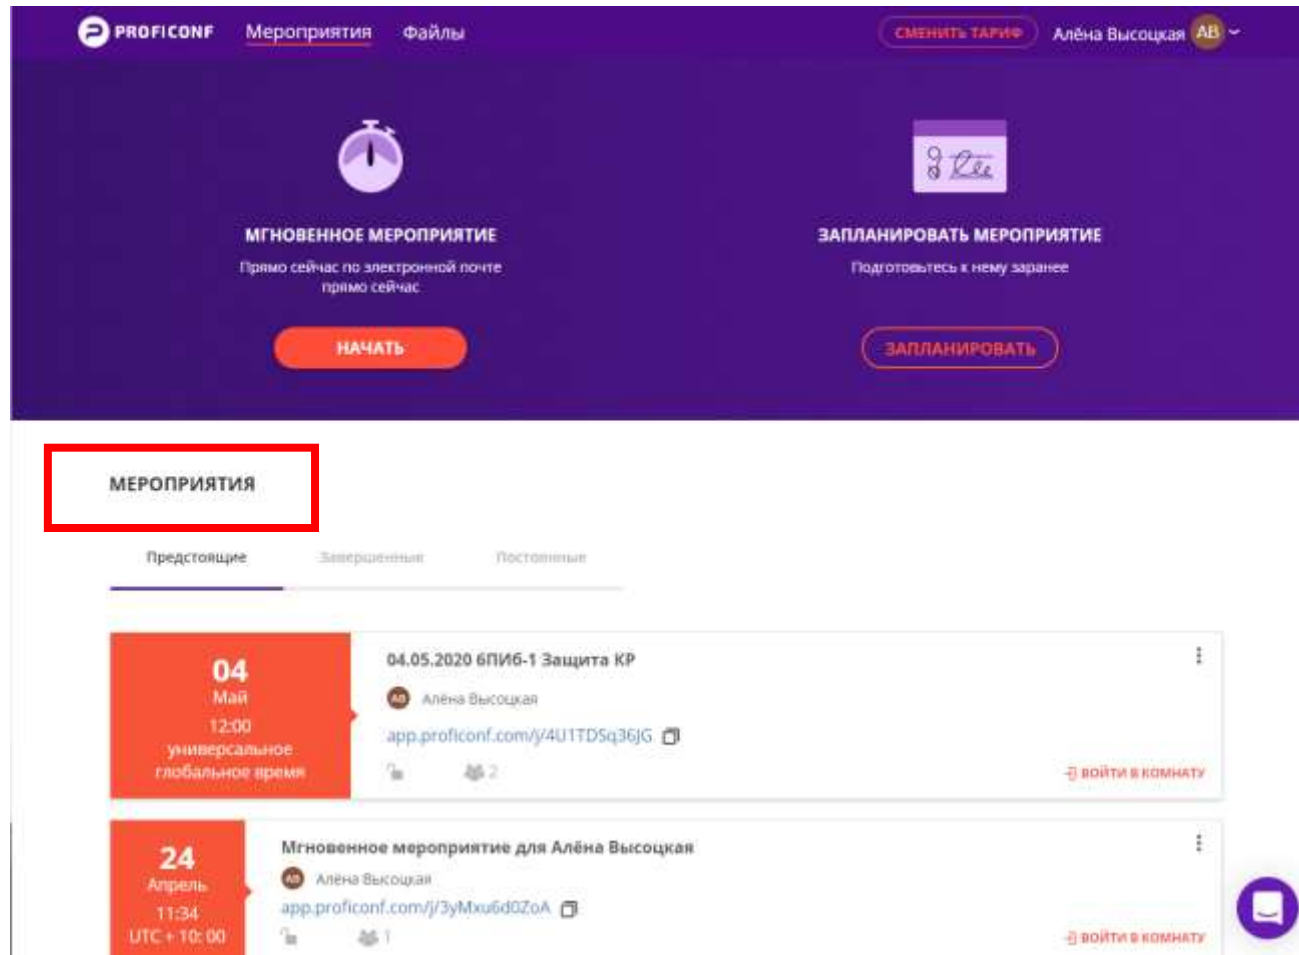 PROFICONF Мероприятия Файлы СМЕНИТЬ ТАРИФ Алёна Высоцкая АВ
МГНОВЕННОЕ МЕРОПРИЯТИЕ
Прямо сейчас по электронной почте
прямо сейчас
НАЧАТЬ
ЗАПЛАНИРОВАТЬ МЕРОПРИЯТИЕ
Подготовьтесь к нему заранее
ЗАПЛАНИРОВАТЬ
МЕРОПРИЯТИЯ
Предстоящие Завершенные Постоянные
04
Май
12:00
универсальное
глобальное время
04.05.2020 6ПИб-1 Защита КР
АВ Алёна Высоцкая
app.proficonf.com/j/4U1TDSq36JG
2
ВОЙТИ В КОМНАТУ
24
Апрель
11:34
UTC + 10: 00
Мгновенное мероприятие для Алёна Высоцкая
АВ Алёна Высоцкая
app.proficonf.com/j/3yMxu6d0ZoA
1
ВОЙТИ В КОМНАТУ